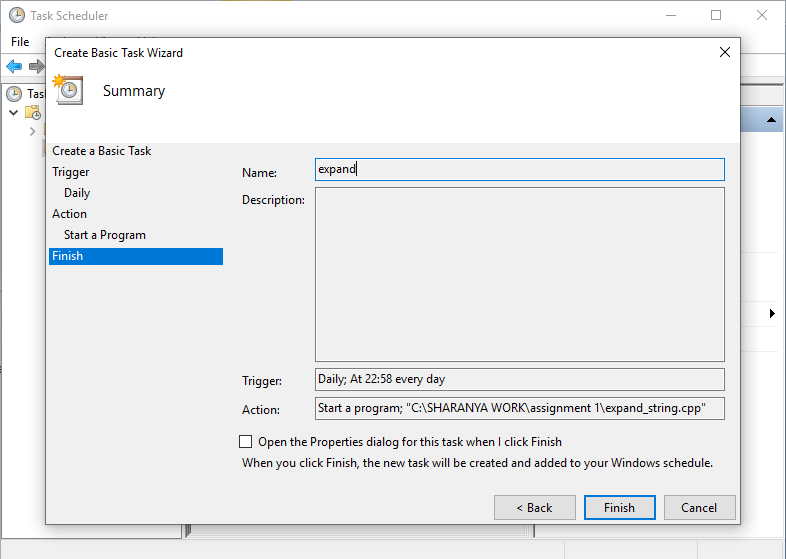 Task Scheduler
File
Create Basic Task Wizard
Summary
Create a Basic Task
Trigger
Daily
Action
Start a Program
Finish
Name: expand
Description:
Trigger: Daily; At 22:58 every day
Action: Start a program; "C:\SHARANYA WORK\assignment 1\expand_string.cpp"
Open the Properties dialog for this task when I click Finish
When you click Finish, the new task will be created and added to your Windows schedule.
< Back Finish Cancel